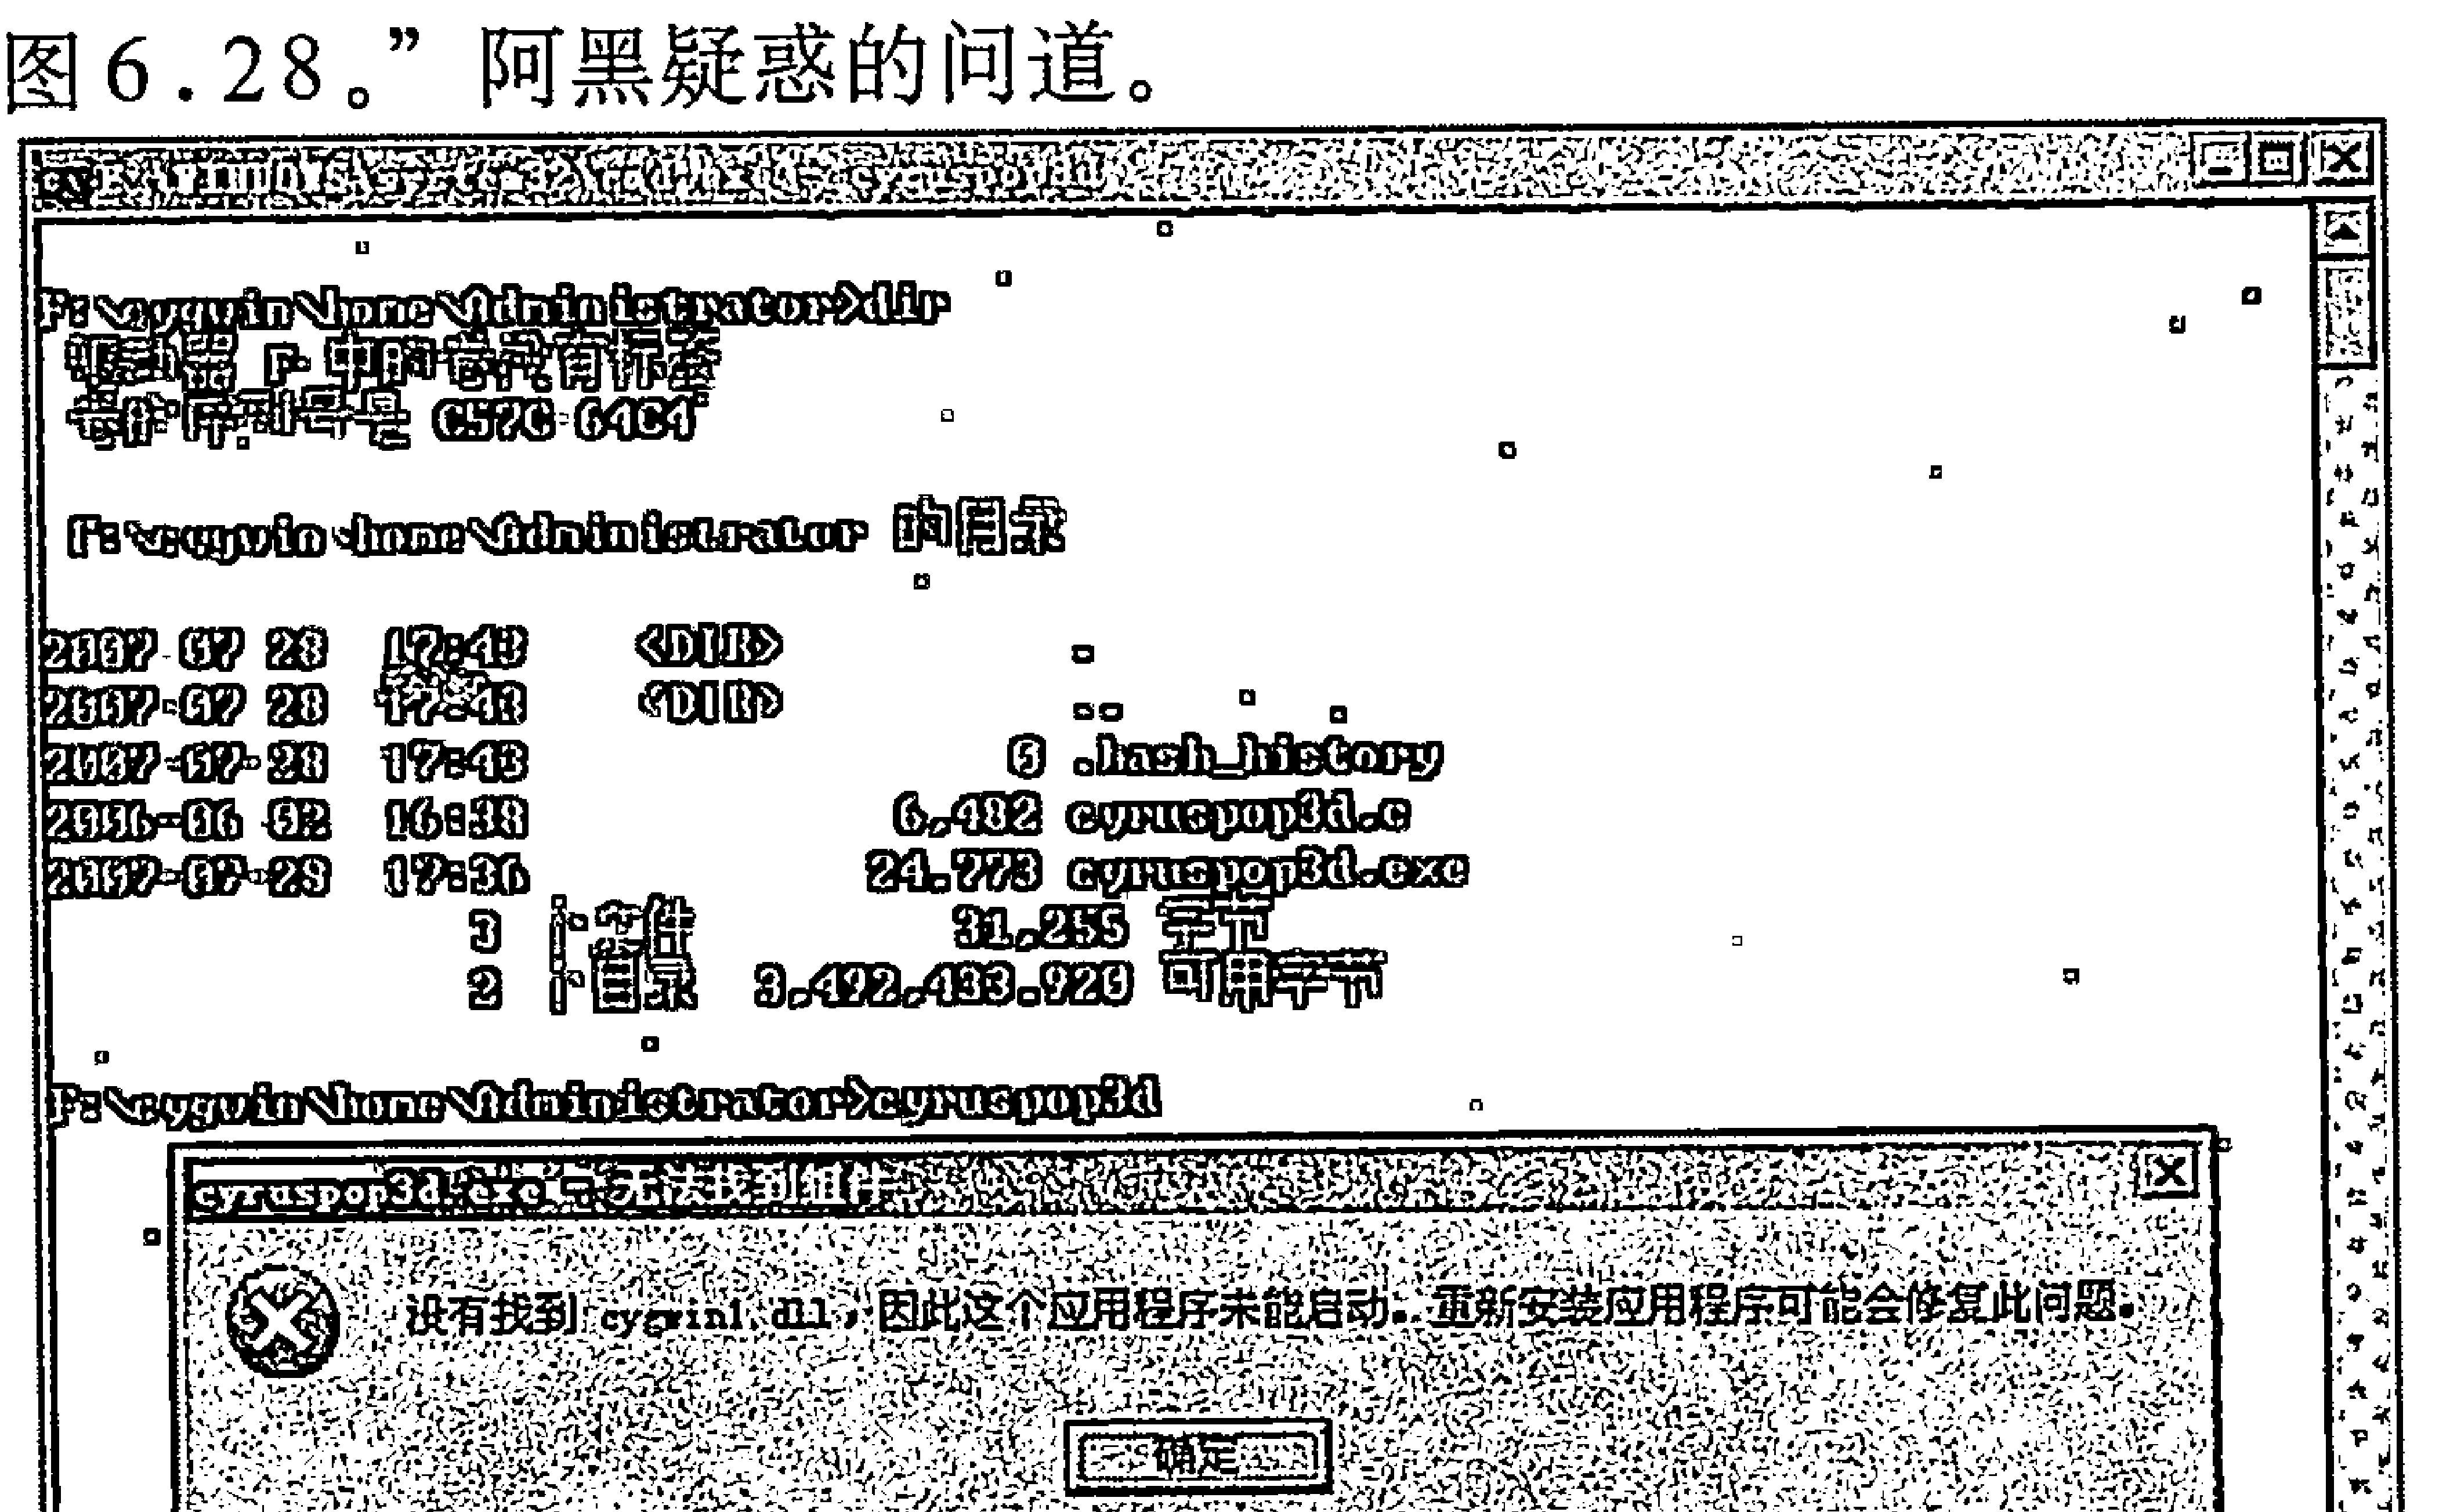 图6.28。”阿黑疑惑的问道。
F:\WINDOWS\system32\cmd.exe - cyruspop3d
F:\cygwin\home\Administrator>dir
驱动器 F 中的卷没有标签
卷的序列号是 C57C-64C4
F:\cygwin\home\Administrator 的目录
2007-07-28 17:43 <DIR> .
2007-07-28 17:43 <DIR> ..
2007-07-28 17:43 0 .bash_history
2006-06-02 16:38 6,482 cyruspop3d.c
2007-07-28 17:36 24,773 cyruspop3d.exe
3 个文件 31,255 字节
2 个目录 3,492,433,920 可用字节
F:\cygwin\home\Administrator>cyruspop3d
cyruspop3d.exe - 无法找到组件
没有找到 cygwin1.dll，因此这个应用程序未能启动。重新安装应用程序可能会修复此问题。
确定